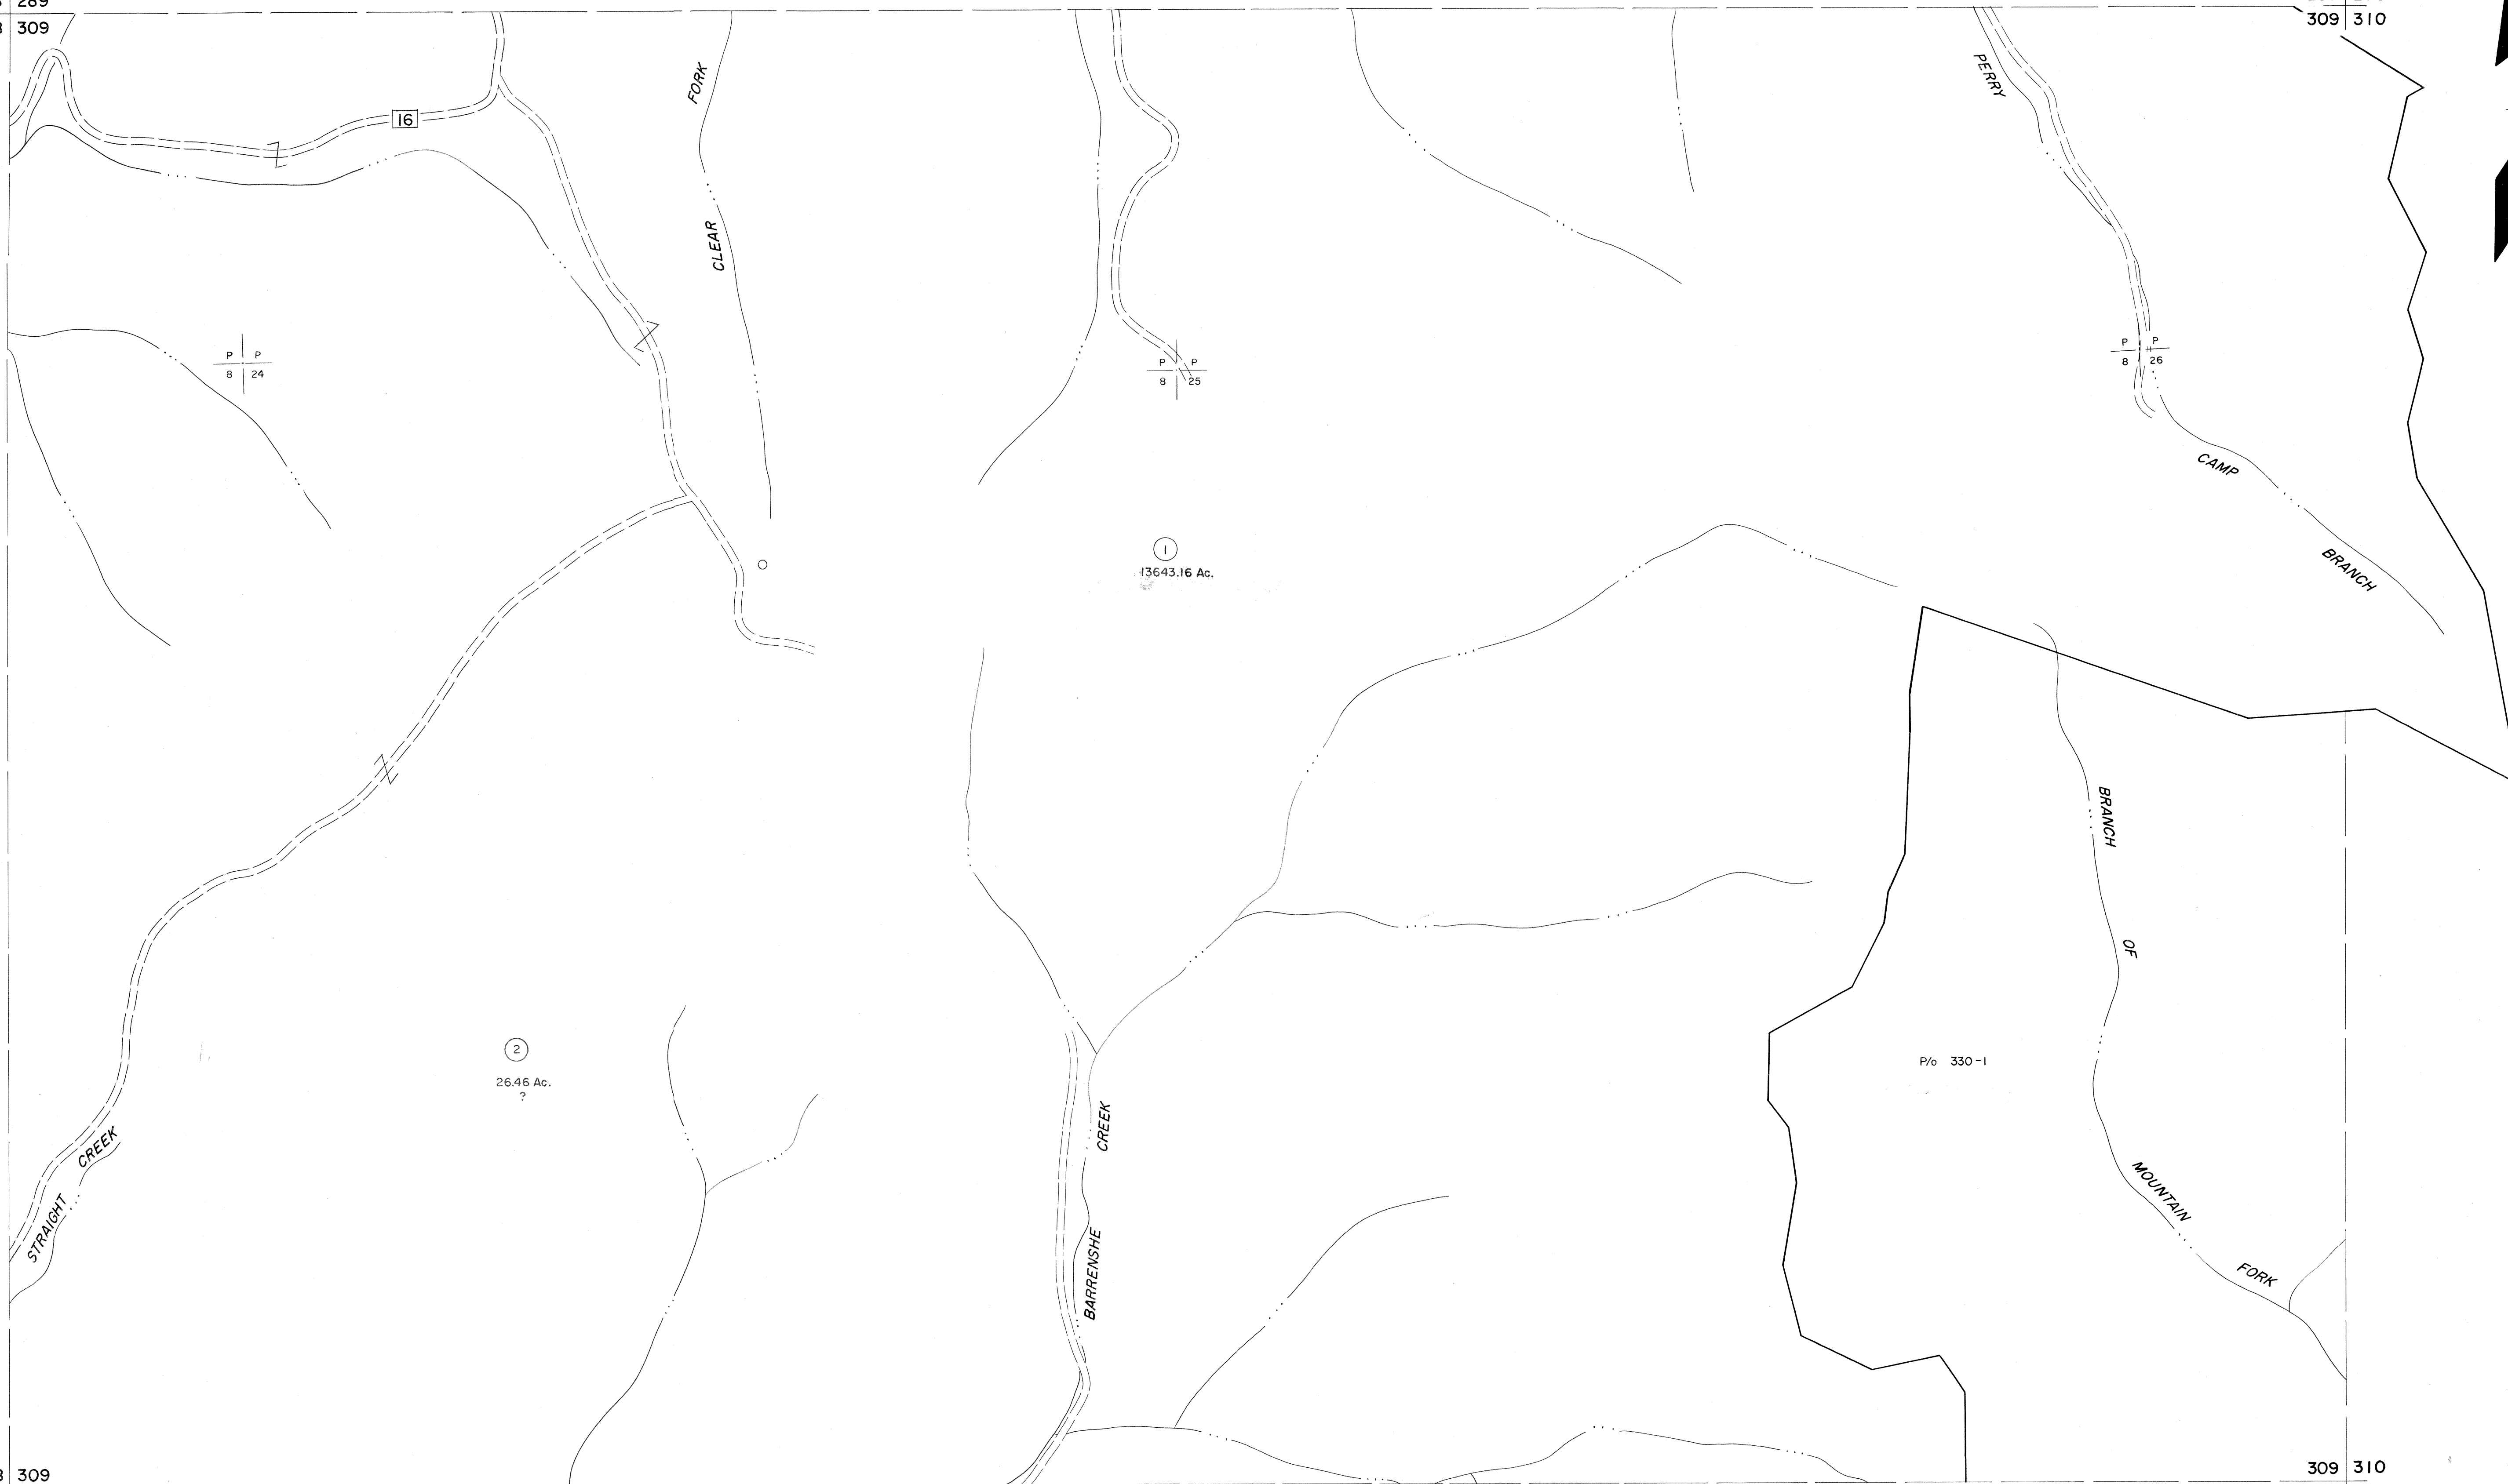 289
309
309 310
16
FORK
CLEAR
PERRY
P P
8 24
P P
8 25
P P
8 26
CAMP
BRANCH
1
13643.16 Ac.
BRANCH
OF
MOUNTAIN
FORK
2
26.46 Ac.
?
P/o 330-1
CREEK
STRAIGHT
CREEK
BARRENSHE
309
309 310